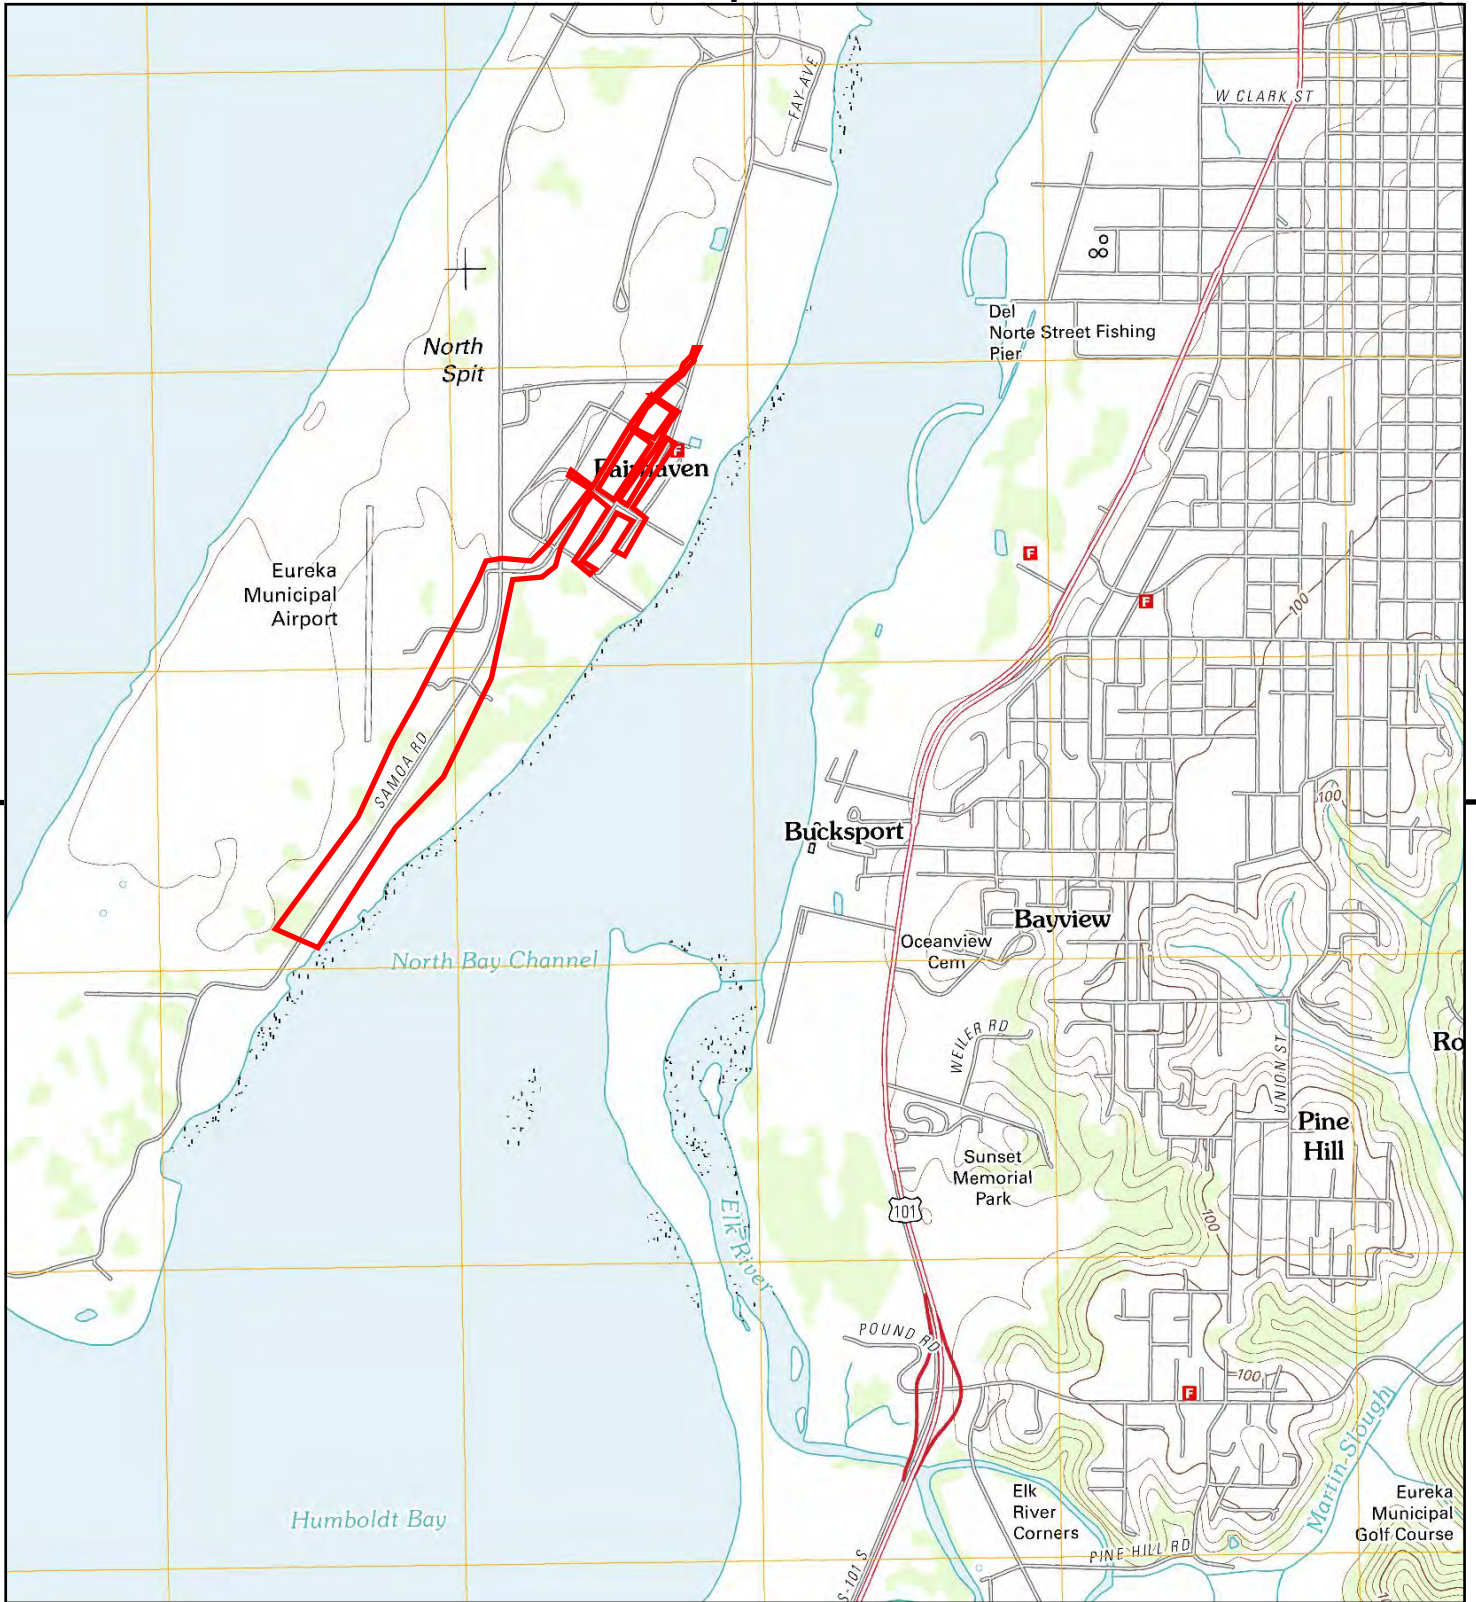 FAY AVE
W CLARK ST
Del
Norte Street Fishing
Pier
North
Spit
F
Fairhaven
F
Eureka
Municipal
Airport
F
100
SAMOA RD
100
Bucksport
Bayview
Oceanview
Cem
North Bay Channel
WEILER RD
UNION ST
Ro
Pine
Hill
Sunset
Memorial
Park
101
100
Elk River
POUND RD
100
F
Martin Slough
Elk
River
Corners
Eureka
Municipal
Golf Course
Humboldt Bay
PINE HILL RD
S-101 S